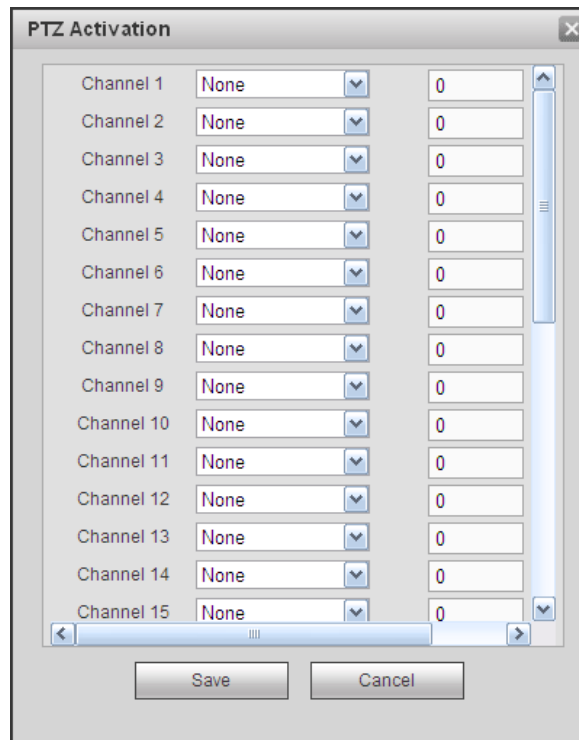 PTZ Activation
Channel 1 None 0
Channel 2 None 0
Channel 3 None 0
Channel 4 None 0
Channel 5 None 0
Channel 6 None 0
Channel 7 None 0
Channel 8 None 0
Channel 9 None 0
Channel 10 None 0
Channel 11 None 0
Channel 12 None 0
Channel 13 None 0
Channel 14 None 0
Channel 15 None 0
Save Cancel